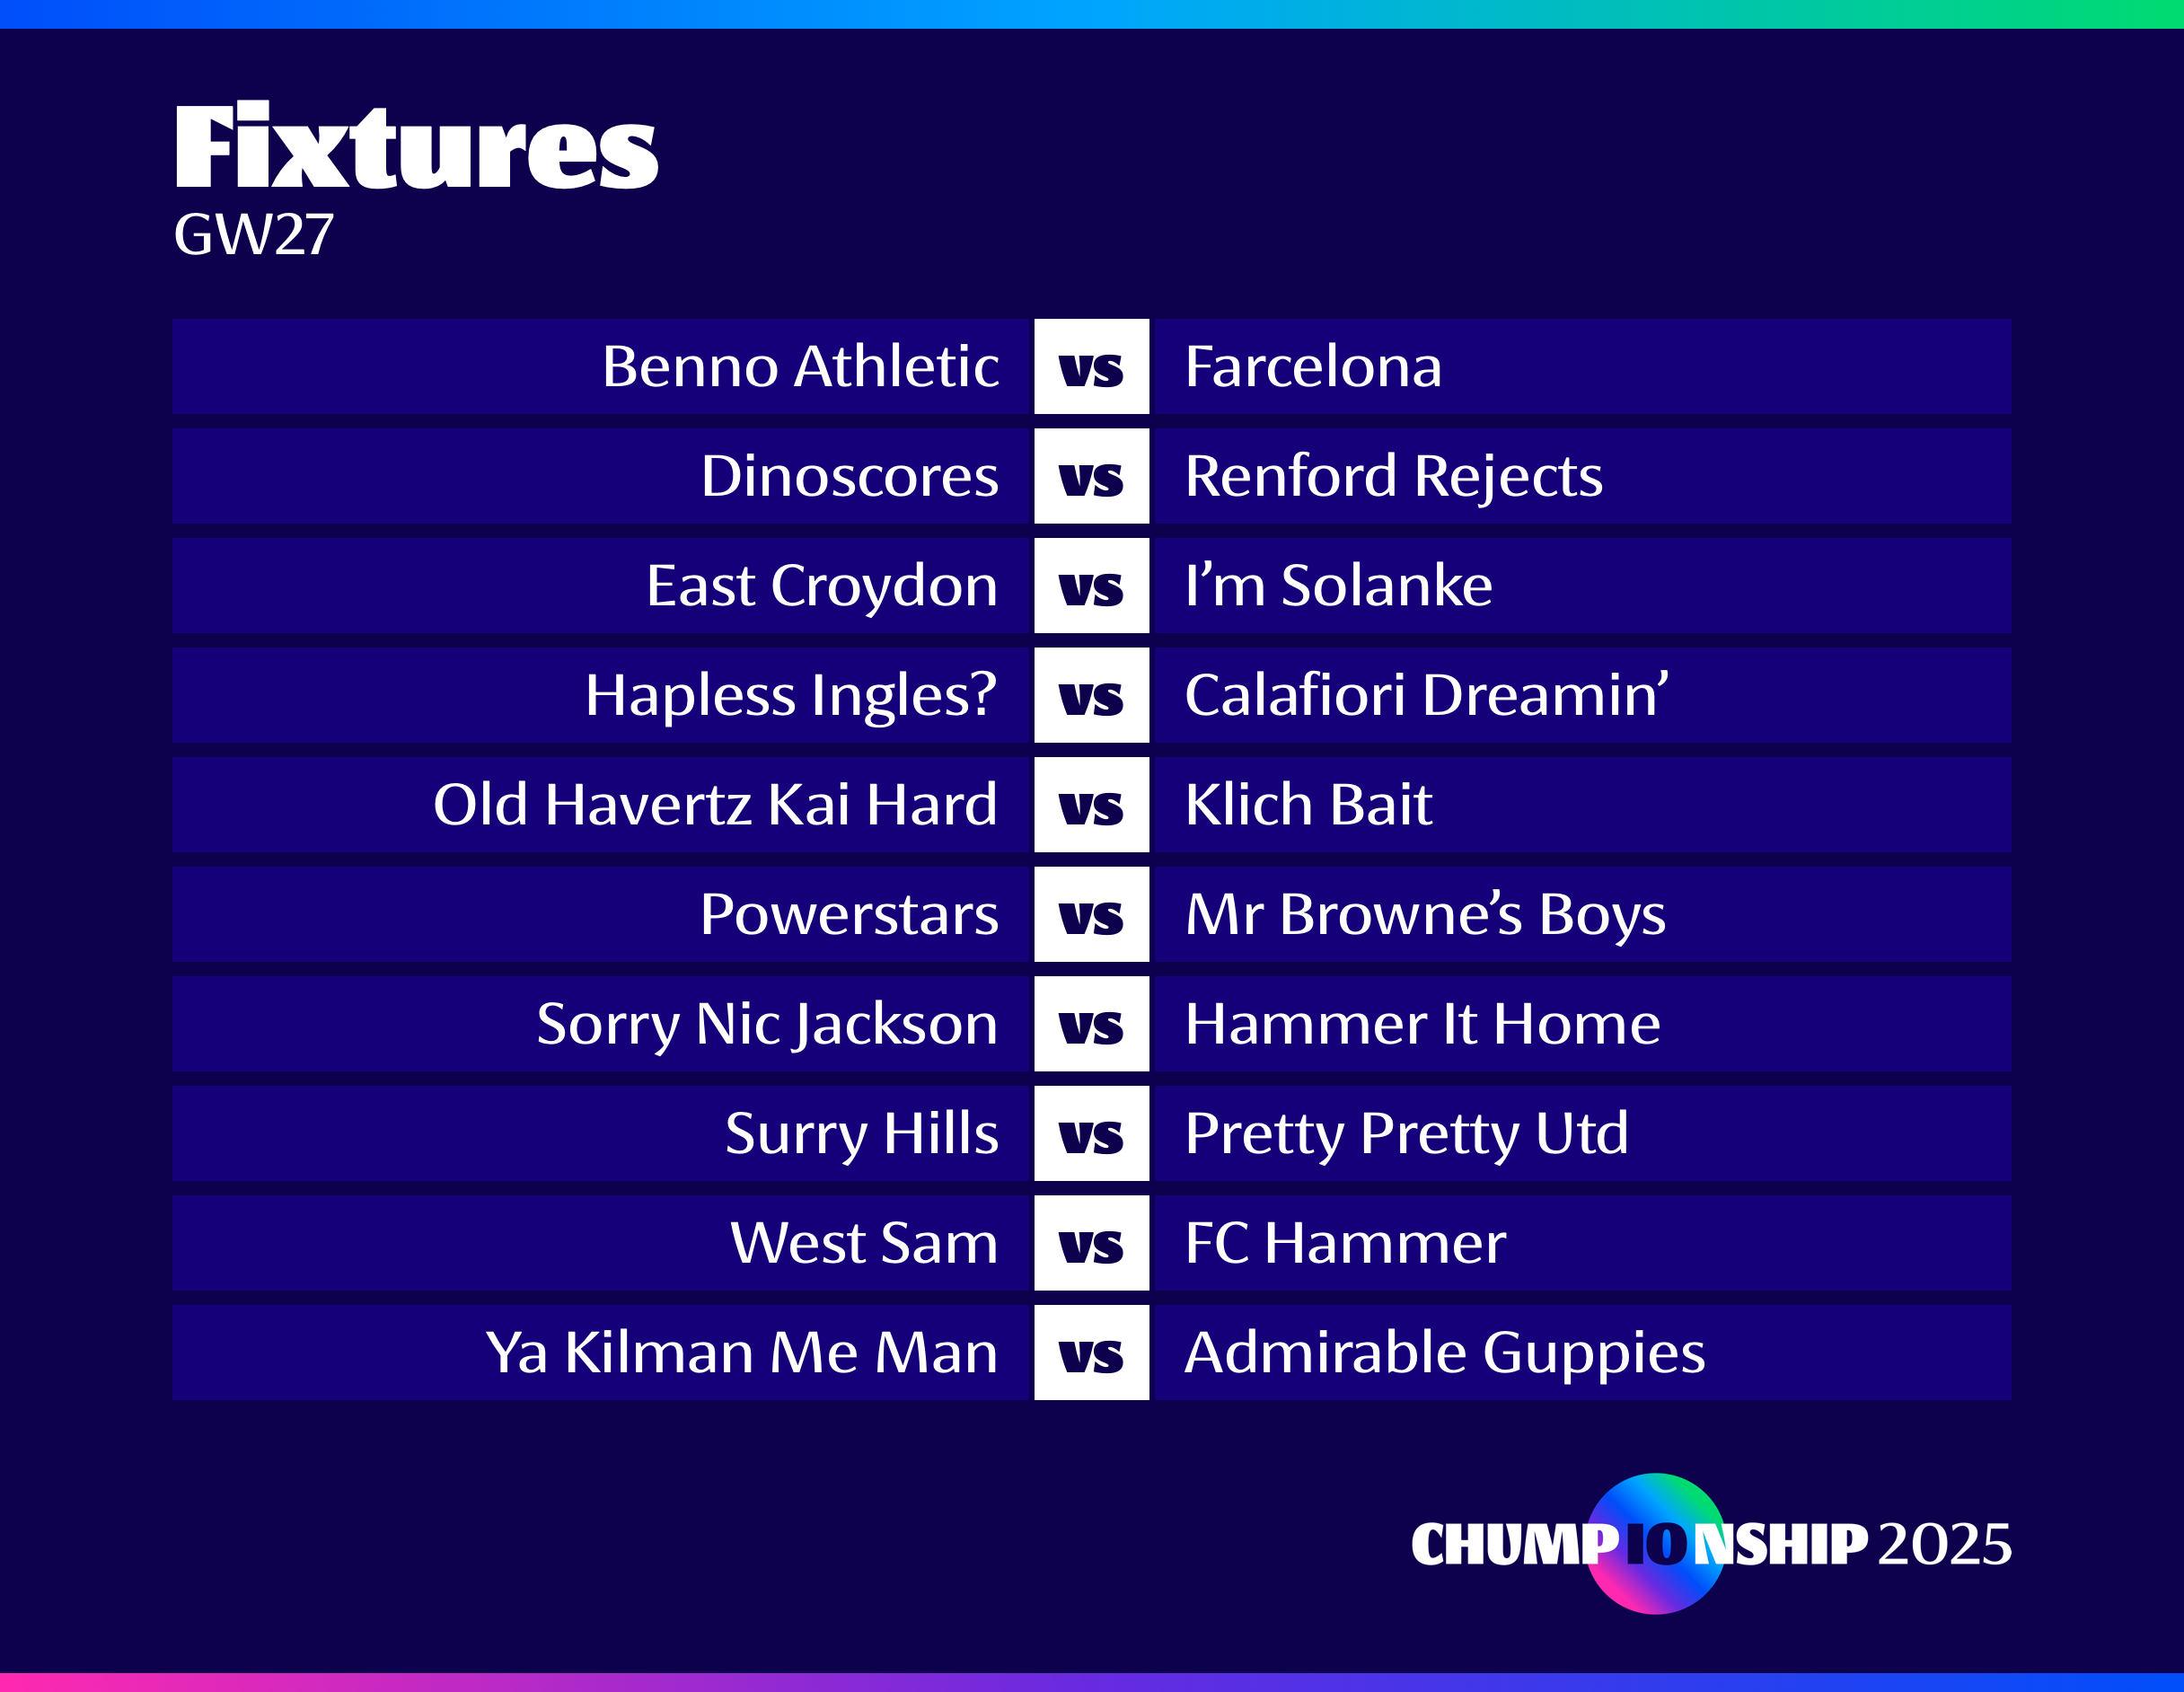 Fixtures
GW27
Benno Athletic vs Farcelona
Dinoscores vs Renford Rejects
East Croydon vs I’m Solanke
Hapless Ingles? vs Calafiori Dreamin’
Old Havertz Kai Hard vs Klich Bait
Powerstars vs Mr Browne’s Boys
Sorry Nic Jackson vs Hammer It Home
Surry Hills vs Pretty Pretty Utd
West Sam vs FC Hammer
Ya Kilman Me Man vs Admirable Guppies
CHUMPIONSHIP 2025